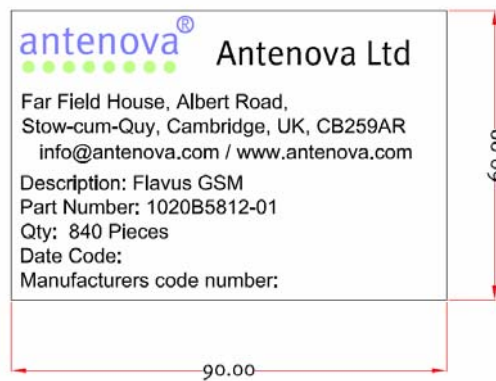 antenova®
Antenova Ltd
Far Field House, Albert Road,
Stow-cum-Quy, Cambridge, UK, CB259AR
info@antenova.com / www.antenova.com
Description: Flavus GSM
Part Number: 1020B5812-01
Qty: 840 Pieces
Date Code:
Manufacturers code number:
90.00